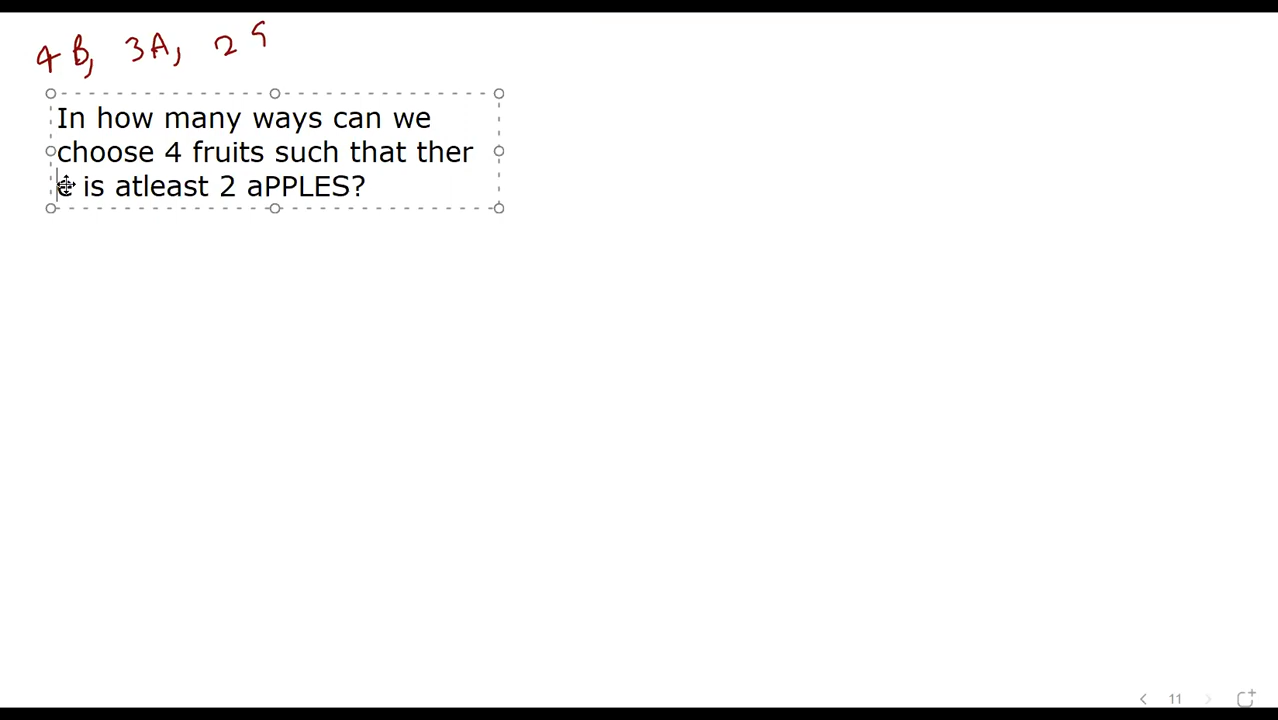 4 B, 3A, 2 S
In how many ways can we
choose 4 fruits such that ther
e is atleast 2 aPPLES?
11